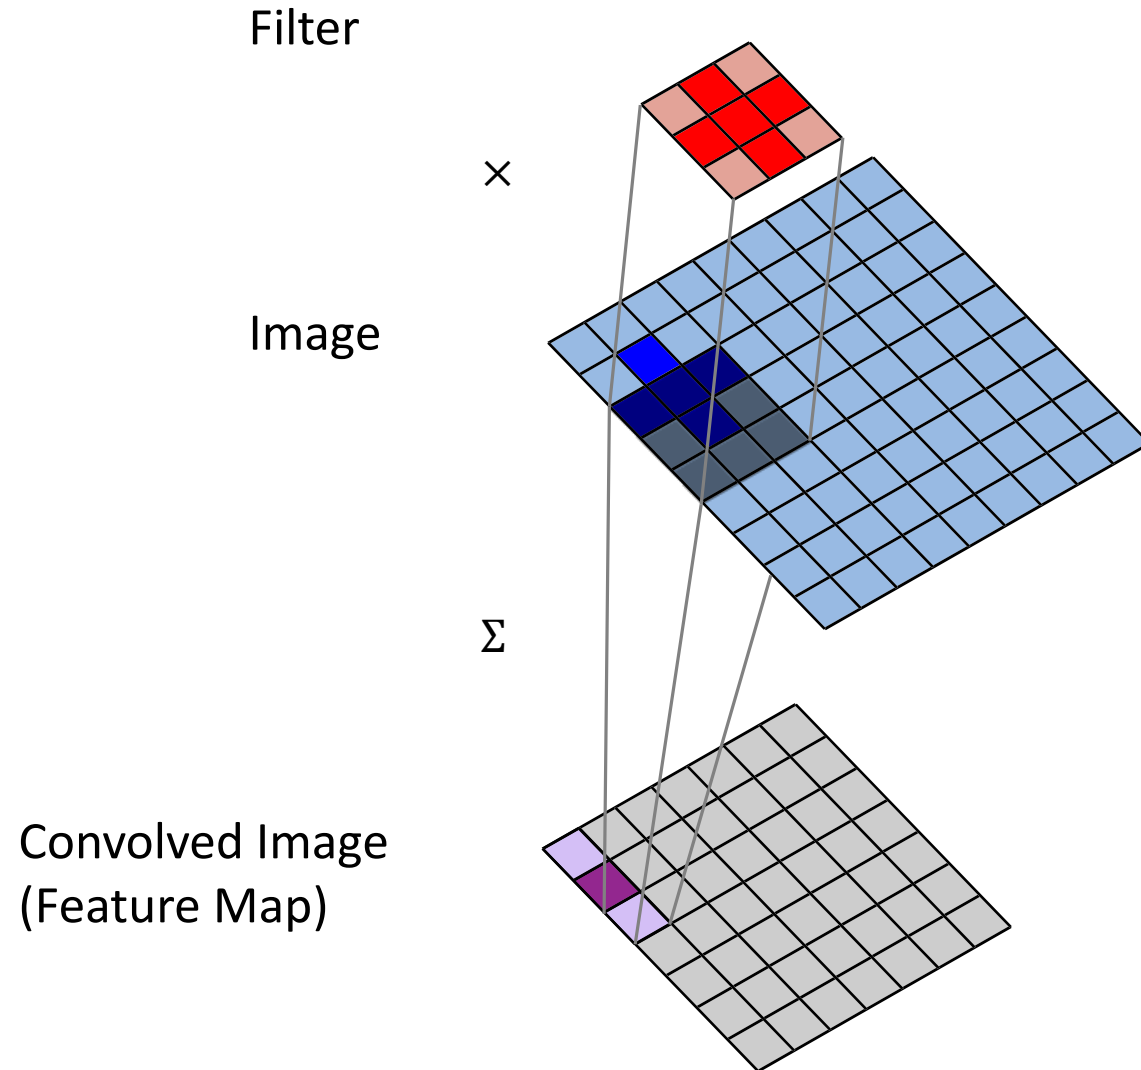 Filter
×
Image
Σ
Convolved Image
(Feature Map)